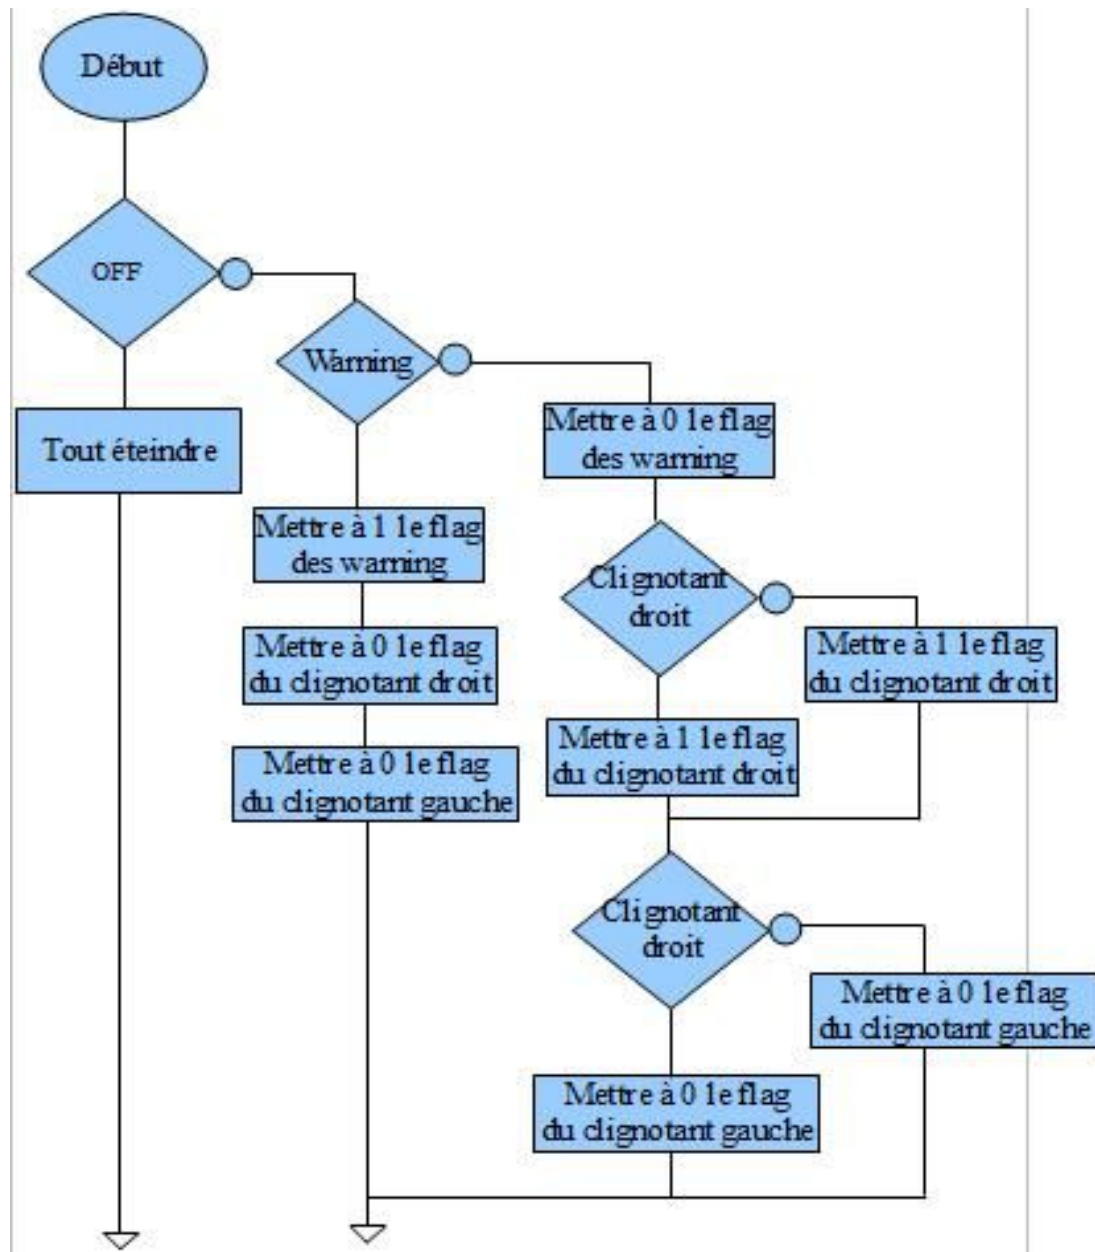 Début
OFF
Warning
Mettre à 0 le flag
des warning
Tout éteindre
Mettre à 1 le flag
des warning
Clignotant
droit
Mettre à 0 le flag
du clignotant droit
Mettre à 1 le flag
du clignotant droit
Mettre à 1 le flag
du clignotant droit
Mettre à 0 le flag
du clignotant gauche
Clignotant
droit
Mettre à 0 le flag
du clignotant gauche
Mettre à 0 le flag
du clignotant gauche